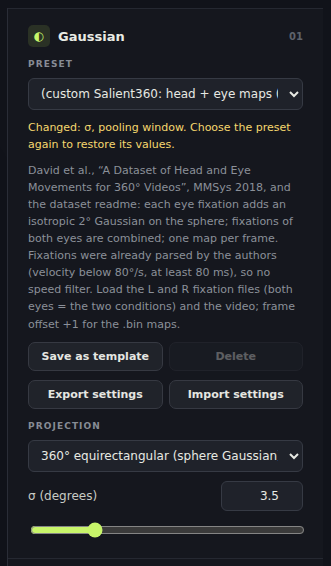 Gaussian
01
PRESET
(custom Salient360: head + eye maps (
Changed: σ, pooling window. Choose the preset
again to restore its values.
David et al., “A Dataset of Head and Eye
Movements for 360° Videos”, MMSys 2018, and
the dataset readme: each eye fixation adds an
isotropic 2° Gaussian on the sphere; fixations of
both eyes are combined; one map per frame.
Fixations were already parsed by the authors
(velocity below 80°/s, at least 80 ms), so no
speed filter. Load the L and R fixation files (both
eyes = the two conditions) and the video; frame
offset +1 for the .bin maps.
Save as template
Delete
Export settings
Import settings
PROJECTION
360° equirectangular (sphere Gaussian
σ (degrees)
3.5